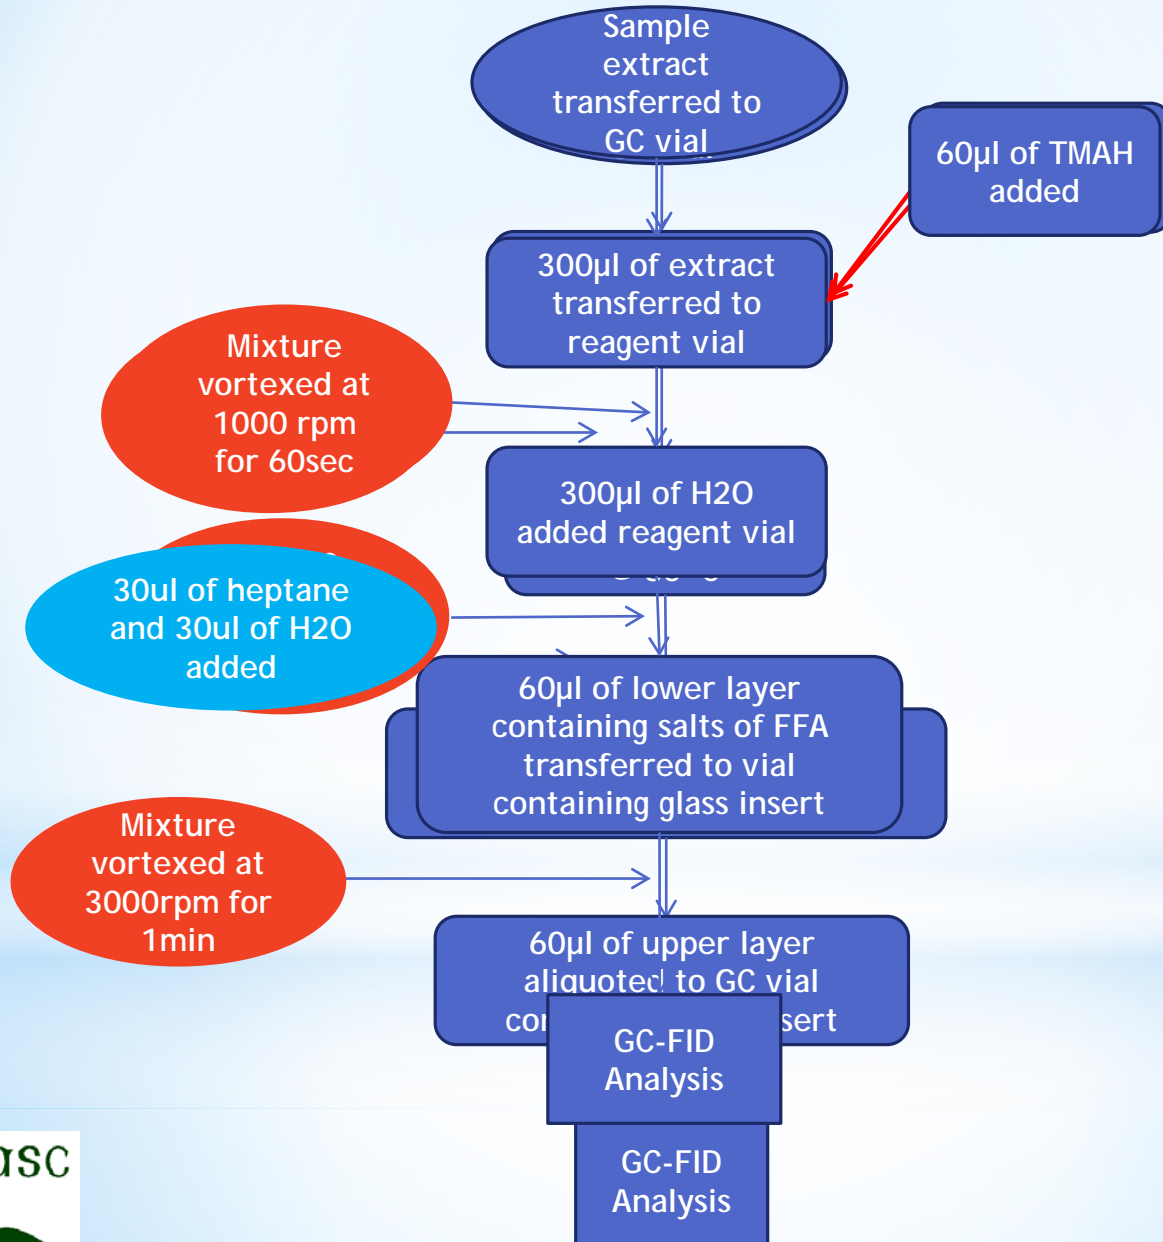 Sample
extract
transferred to
GC vial
60µl of TMAH
added
300µl of extract
transferred to
reagent vial
Mixture
vortexed at
1000 rpm
for 60sec
300µl of H2O
added reagent vial
30ul of heptane
and 30ul of H2O
added
60µl of lower layer
containing salts of FFA
transferred to vial
containing glass insert
Mixture
vortexed at
3000rpm for
1min
60µl of upper layer
aliquoted to GC vial
GC-FID
Analysis
GC-FID
Analysis